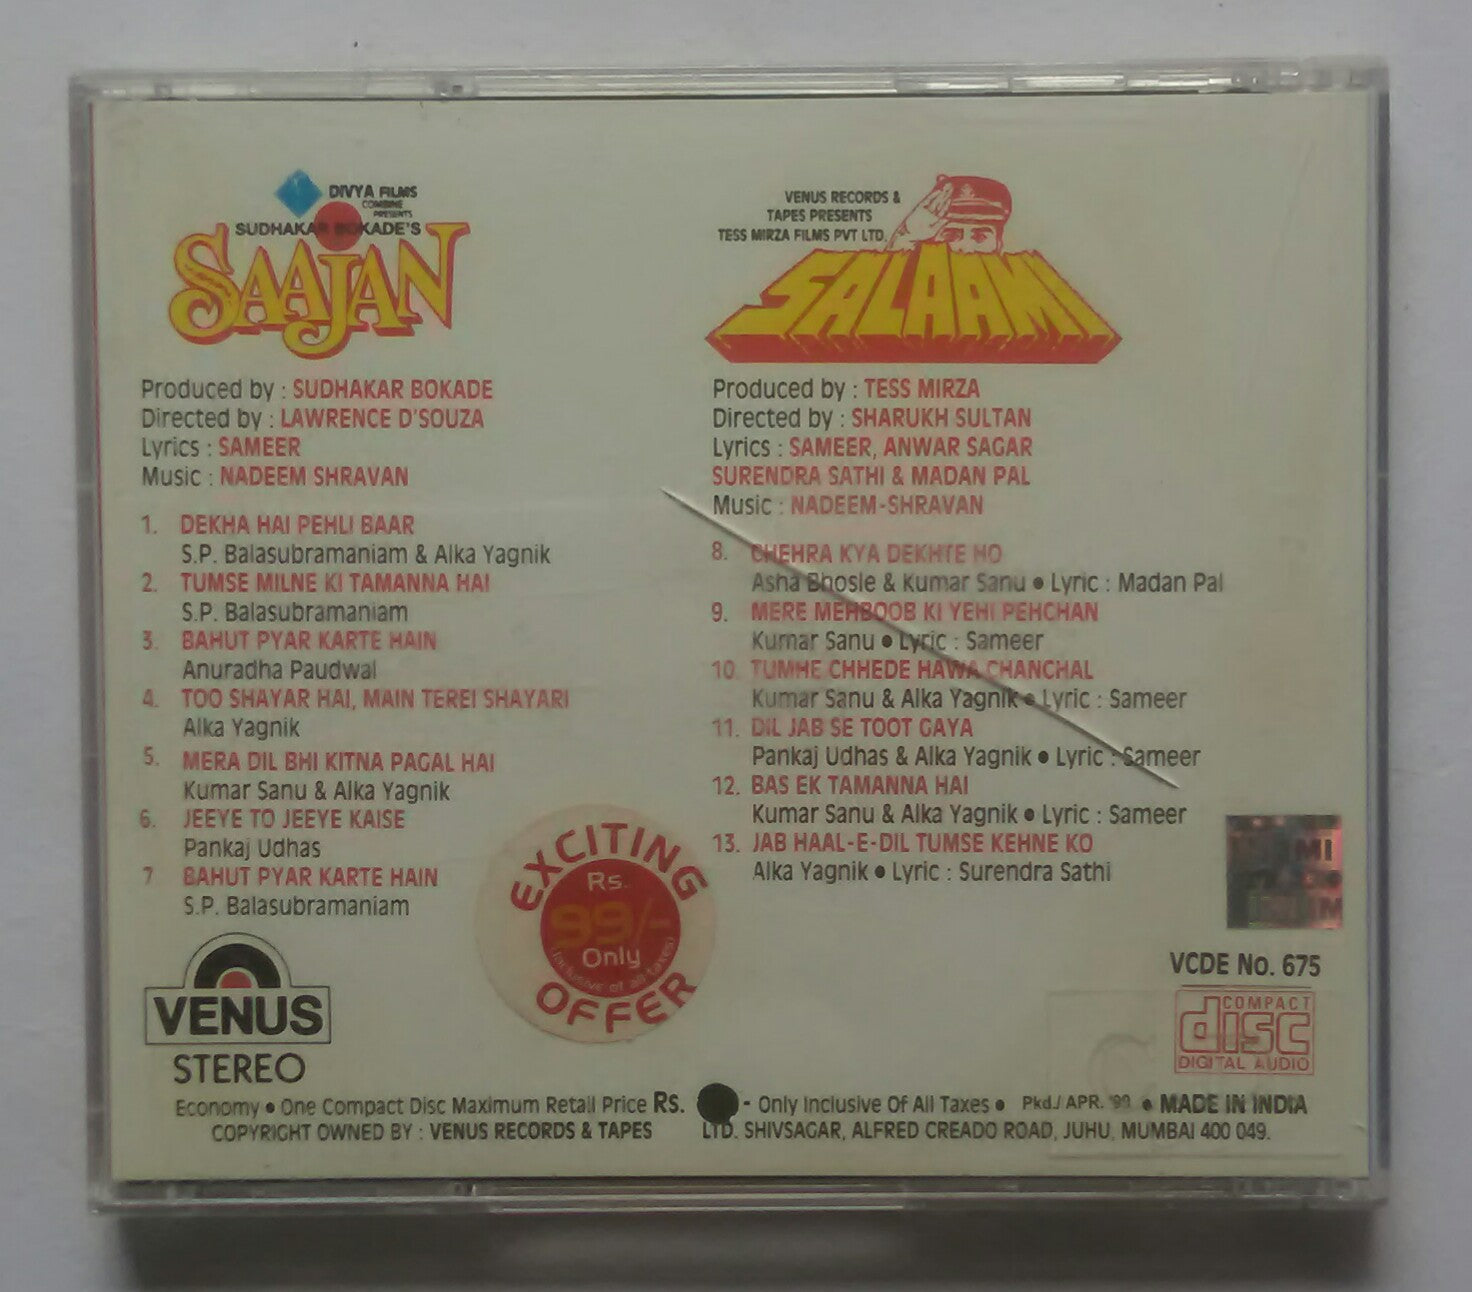 DIVYA FILMS
COMBINE
PRESENTS
SUDHAKAR BOKADE'S
SAAJAN
Produced by : SUDHAKAR BOKADE
Directed by : LAWRENCE D'SOUZA
Lyrics : SAMEER
Music : NADEEM SHRAVAN
1. DEKHA HAI PEHLI BAAR
S.P. Balasubramaniam & Alka Yagnik
2. TUMSE MILNE KI TAMANNA HAI
S.P. Balasubramaniam
3. BAHUT PYAR KARTE HAIN
Anuradha Paudwal
4. TOO SHAYAR HAI, MAIN TEREI SHAYARI
Alka Yagnik
5. MERA DIL BHI KITNA PAGAL HAI
Kumar Sanu & Alka Yagnik
6. JEEYE TO JEEYE KAISE
Pankaj Udhas
7 BAHUT PYAR KARTE HAIN
S.P. Balasubramaniam
VENUS RECORDS &
TAPES PRESENTS
TESS MIRZA FILMS PVT LTD.
SALAAMI
Produced by : TESS MIRZA
Directed by : SHARUKH SULTAN
Lyrics : SAMEER, ANWAR SAGAR
SURENDRA SATHI & MADAN PAL
Music : NADEEM-SHRAVAN
8. CHEHRA KYA DEKHTE HO
Asha Bhosle & Kumar Sanu • Lyric : Madan Pal
9. MERE MEHBOOB KI YEHI PEHCHAN
Kumar Sanu • Lyric : Sameer
10. TUMHE CHHEDE HAWA CHANCHAL
Kumar Sanu & Alka Yagnik • Lyric : Sameer
11. DIL JAB SE TOOT GAYA
Pankaj Udhas & Alka Yagnik • Lyric : Sameer
12. BAS EK TAMANNA HAI
Kumar Sanu & Alka Yagnik • Lyric : Sameer
13. JAB HAAL-E-DIL TUMSE KEHNE KO
Alka Yagnik • Lyric : Surendra Sathi
EXCITING
Rs.
99/-
Only
(Inclusive of all taxes)
OFFER
VENUS
STEREO
VCDE No. 675
COMPACT
disc
DIGITAL AUDIO
Economy • One Compact Disc Maximum Retail Price Rs. - Only Inclusive Of All Taxes • Pkd./ APR. '99 • MADE IN INDIA
COPYRIGHT OWNED BY : VENUS RECORDS & TAPES LTD. SHIVSAGAR, ALFRED CREADO ROAD, JUHU, MUMBAI 400 049.